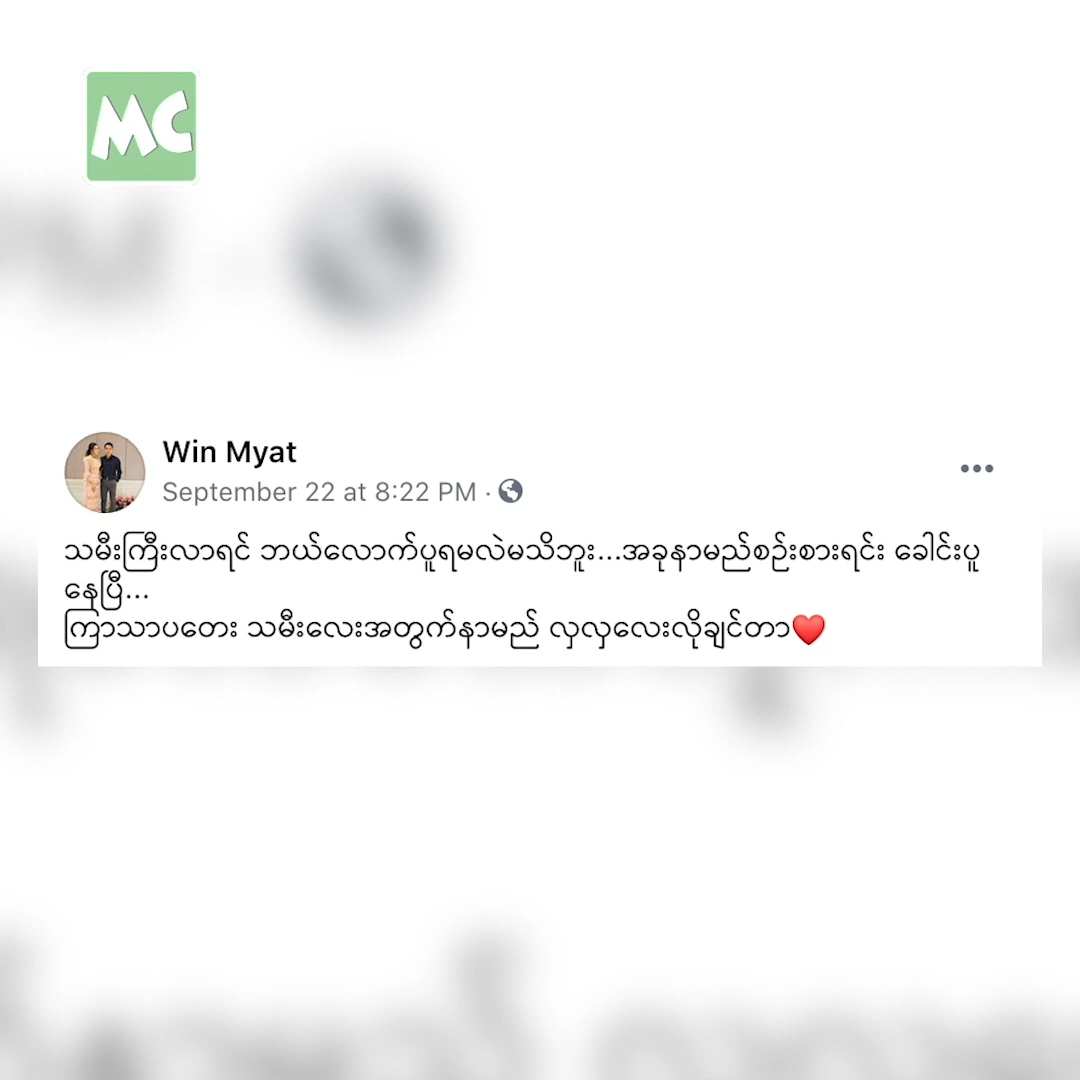 MC
Win Myat
September 22 at 8:22 PM ·
သမီးကြီးလာရင် ဘယ်လောက်ပူရမလဲမသိဘူး...အခုနာမည်စဉ်းစားရင်း ခေါင်းပူ
နေပြီ...
ကြာသာပတေး သမီးလေးအတွက်နာမည် လှလှလေးလိုချင်တာ❤️